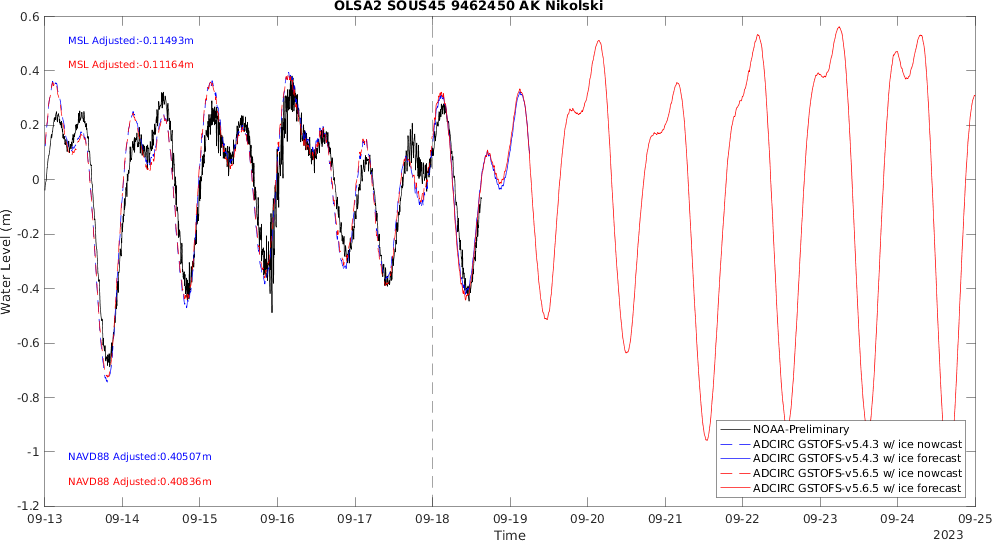 OLSA2 SOUS45 9462450 AK Nikolski
0.6
MSL Adjusted:-0.11493m
MSL Adjusted:-0.11164m
0.4
0.2
0
-0.2
-0.4
-0.6
-0.8
-1
-1.2
Water Level (m)
NAVD88 Adjusted:0.40507m
NAVD88 Adjusted:0.40836m
NOAA-Preliminary
ADCIRC GSTOFS-v5.4.3 w/ ice nowcast
ADCIRC GSTOFS-v5.4.3 w/ ice forecast
ADCIRC GSTOFS-v5.6.5 w/ ice nowcast
ADCIRC GSTOFS-v5.6.5 w/ ice forecast
09-13 09-14 09-15 09-16 09-17 09-18 09-19 09-20 09-21 09-22 09-23 09-24 09-25
Time
2023